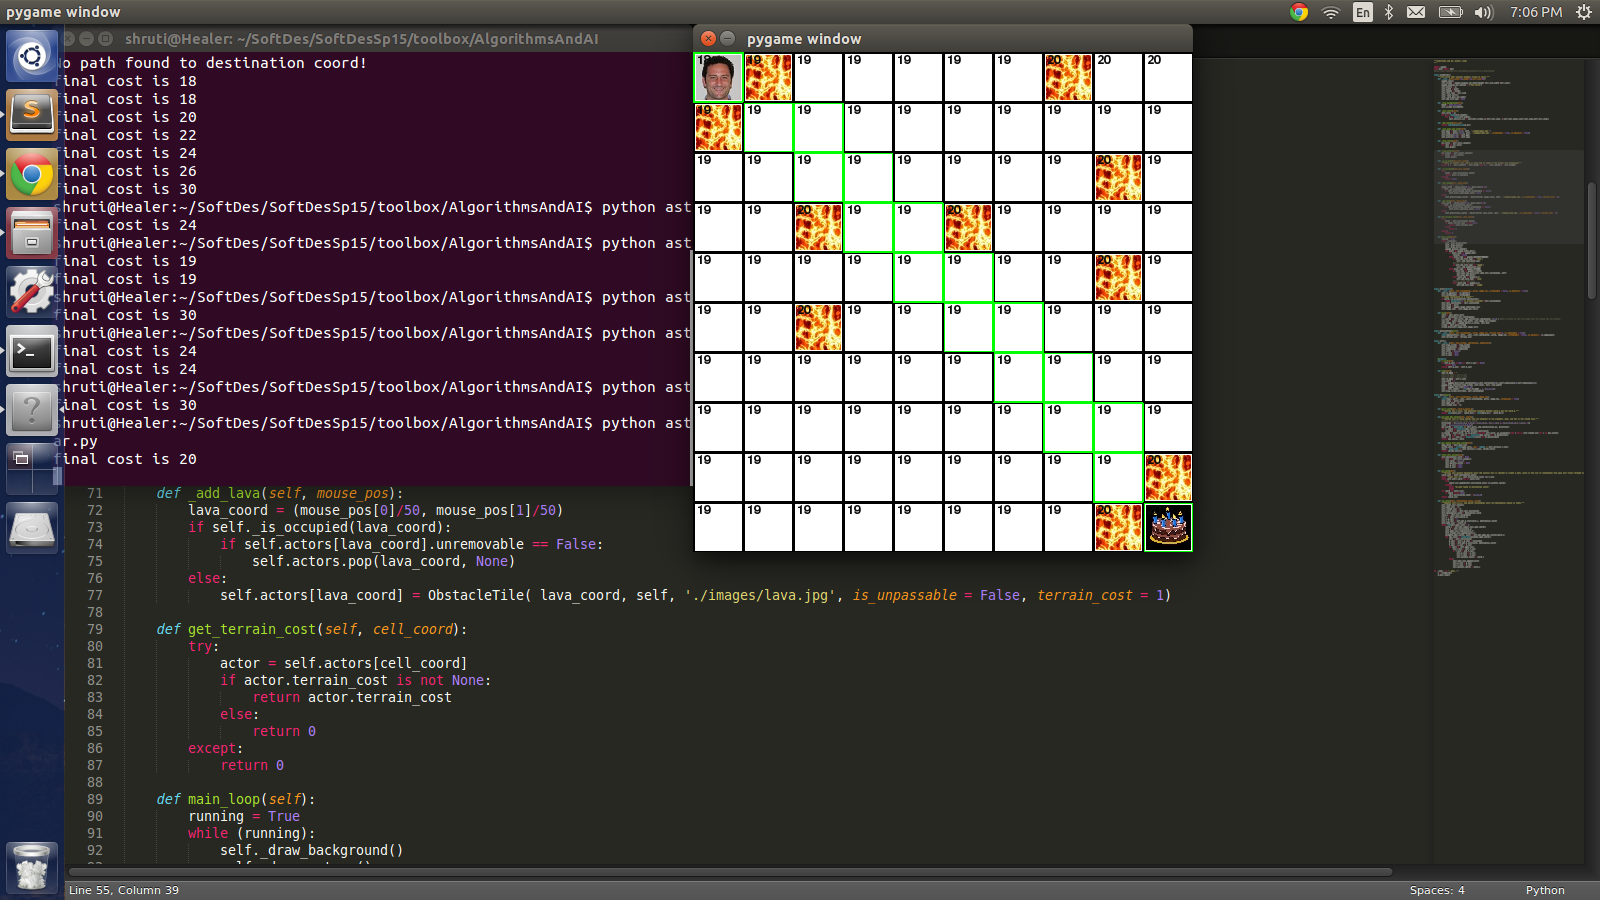 pygame window
En
7:06 PM
shruti@Healer: ~/SoftDes/SoftDesSp15/toolbox/AlgorithmsAndAI
o path found to destination coord!
inal cost is 18
inal cost is 18
inal cost is 20
inal cost is 22
inal cost is 24
inal cost is 26
inal cost is 30
shruti@Healer:~/SoftDes/SoftDesSp15/toolbox/AlgorithmsAndAI$ python ast
inal cost is 24
shruti@Healer:~/SoftDes/SoftDesSp15/toolbox/AlgorithmsAndAI$ python ast
inal cost is 19
inal cost is 19
shruti@Healer:~/SoftDes/SoftDesSp15/toolbox/AlgorithmsAndAI$ python ast
inal cost is 30
shruti@Healer:~/SoftDes/SoftDesSp15/toolbox/AlgorithmsAndAI$ python ast
inal cost is 24
inal cost is 24
shruti@Healer:~/SoftDes/SoftDesSp15/toolbox/AlgorithmsAndAI$ python ast
inal cost is 30
shruti@Healer:~/SoftDes/SoftDesSp15/toolbox/AlgorithmsAndAI$ python ast
ar.py
final cost is 20
pygame window
19 19 19 19 19 19 20 20 20
19 19 19 19 19 19 19 19 19
19 19 19 19 19 19 19 19 20 19
19 19 20 19 19 20 19 19 19 19
19 19 19 19 19 19 19 19 20 19
19 19 20 19 19 19 19 19 19 19
19 19 19 19 19 19 19 19 19 19
19 19 19 19 19 19 19 19 19 19
19 19 19 19 19 19 19 19 19 20
19 19 19 19 19 19 19 19 20
71 def _add_lava(self, mouse_pos):
72 lava_coord = (mouse_pos[0]/50, mouse_pos[1]/50)
73 if self._is_occupied(lava_coord):
74 if self.actors[lava_coord].unremovable == False:
75 self.actors.pop(lava_coord, None)
76 else:
77 self.actors[lava_coord] = ObstacleTile( lava_coord, self, './images/lava.jpg', is_unpassable = False, terrain_cost = 1)
78
79 def get_terrain_cost(self, cell_coord):
80 try:
81 actor = self.actors[cell_coord]
82 if actor.terrain_cost is not None:
83 return actor.terrain_cost
84 else:
85 return 0
86 except:
87 return 0
88
89 def main_loop(self):
90 running = True
91 while (running):
92 self._draw_background()
Line 55, Column 39
Spaces: 4
Python